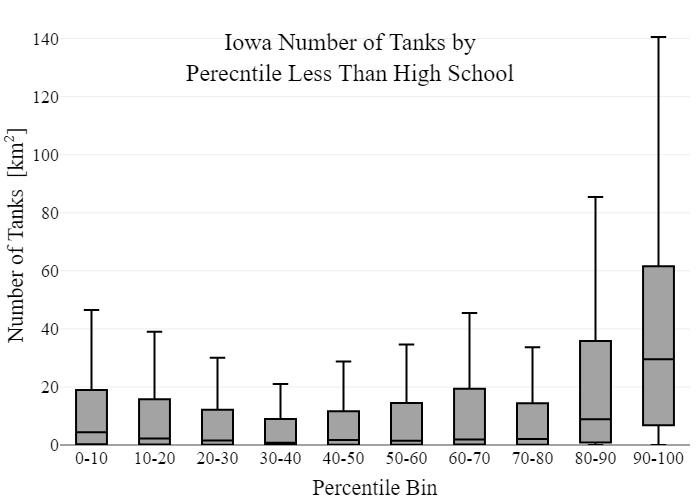 Iowa Number of Tanks by
Perecntile Less Than High School
Number of Tanks [km²]
140
120
100
80
60
40
20
0
0-10 10-20 20-30 30-40 40-50 50-60 60-70 70-80 80-90 90-100
Percentile Bin